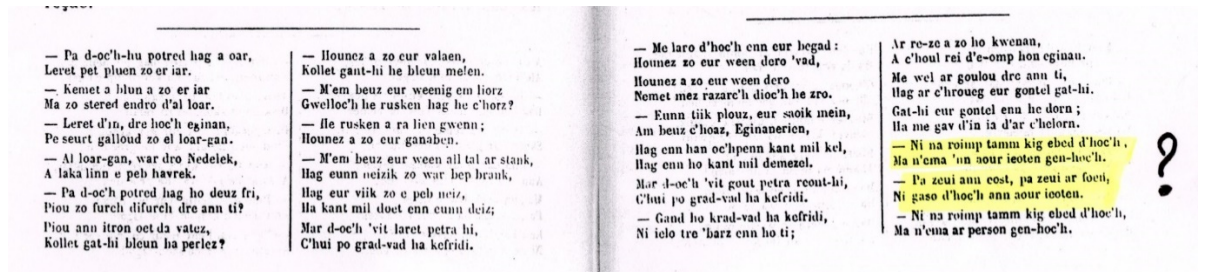 — Pa d-oc'h-hu potred hag a oar,
Leret pet pluen zo er iar.
— Kemet a blun a zo er iar
Ma zo stered endro d'al loar.
— Leret d'in, dre hoc'h eginan,
Pe seurt galloud zo el loar-gan.
— Al loar-gan, war dro Nedelek,
A laka linn e peb havrek.
— Pa d-oc'h potred hag ho deuz fri,
Piou zo furch difurch dre ann ti?
Piou ann itron oet da vatez,
Kollet gat-hi bleun ha perlez?
— Hounez a zo eur valaen,
Kollet gant-hi he bleun melen.
— M'em beuz eur weenig em liorz
Gwelloc'h he rusken hag he c'horz?
— He rusken a ra lien gwenn;
Hounez a zo eur ganaben.
— M'em beuz eur ween all tal ar stank,
Hag eunn neizik zo war bep brank,
Hag eur viik zo e peb neiz,
Ha kant mil doet enn eunn deiz;
Mar d-oc'h 'vit laret petra hi,
C'hui po grad-vad ha kefridi.
— Me laro d'hoc'h enn eur begad :
Hounnez zo eur ween dero 'vad,
Hounez a zo eur ween dero
Nemet mez razarc'h dioc'h he zro.
— Eunn tiik plouz, eur saoik mein,
Am beuz c'hoaz, Eginanerien,
Hag enn han oc'hpenn kant mil kel,
Hag enn ho kant mil demezel.
Mar d-oc'h 'vit gout petra reont-hi,
C'hui po grad-vad ha kefridi.
— Gand ho krad-vad ha kefridi,
Ni ielo tre 'barz enn ho ti;
Ar re-ze a zo ho kwenan,
A c'houl rei d'e-omp hon eginau.
Me wel ar goulou dre ann ti,
Hag ar c'hroueg eur gontel gat-hi.
Gat-hi eur gontel enn he dorn ;
Ha me gav d'in ia d'ar c'helorn.
— Ni na roimp tamm kig ebed d'hoc'h,
Ma n'ema 'nn aour ieoten gen-hoc'h.
— Pa zeui ann eost, pa zeui ar foen,
Ni gaso d'hoc'h ann aour ieoten.
— Ni na roimp tamm kig ebed d'hoc'h,
Ma n'ema ar person gen-hoc'h.
?